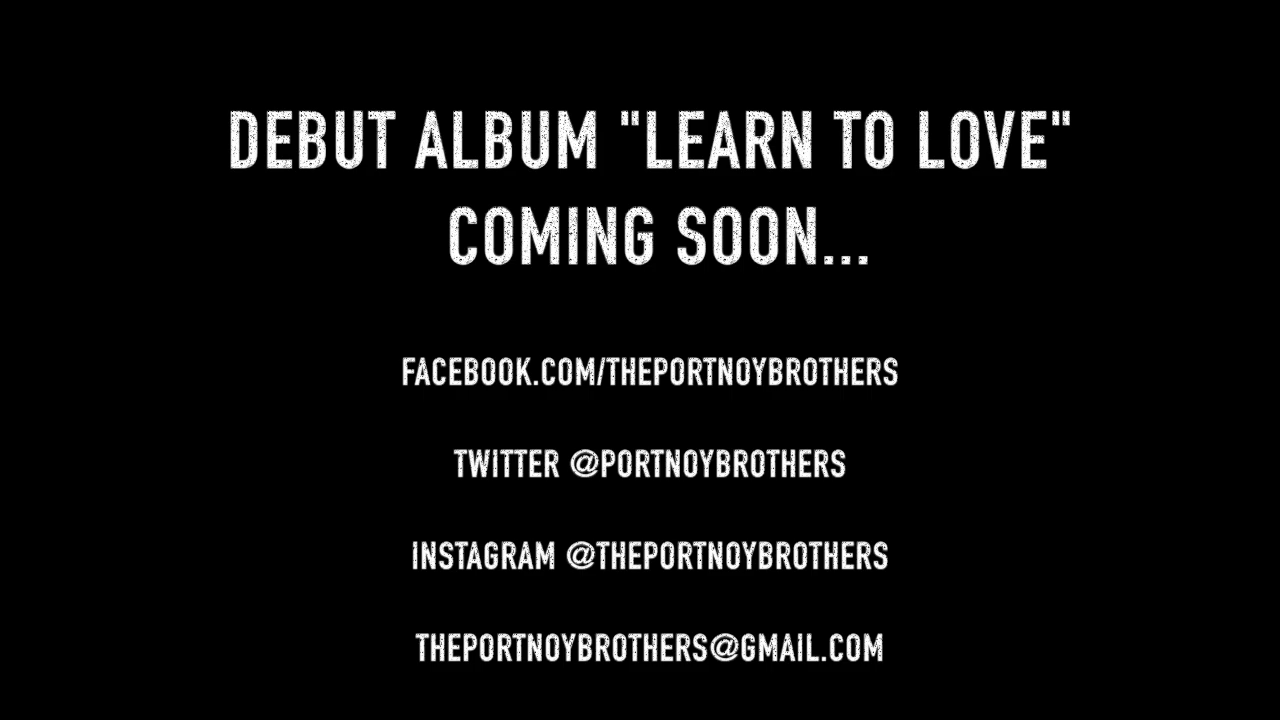 DEBUT ALBUM "LEARN TO LOVE"
COMING SOON...
FACEBOOK.COM/THEPORTNOYBROTHERS
TWITTER @PORTNOYBROTHERS
INSTAGRAM @THEPORTNOYBROTHERS
THEPORTNOYBROTHERS@GMAIL.COM